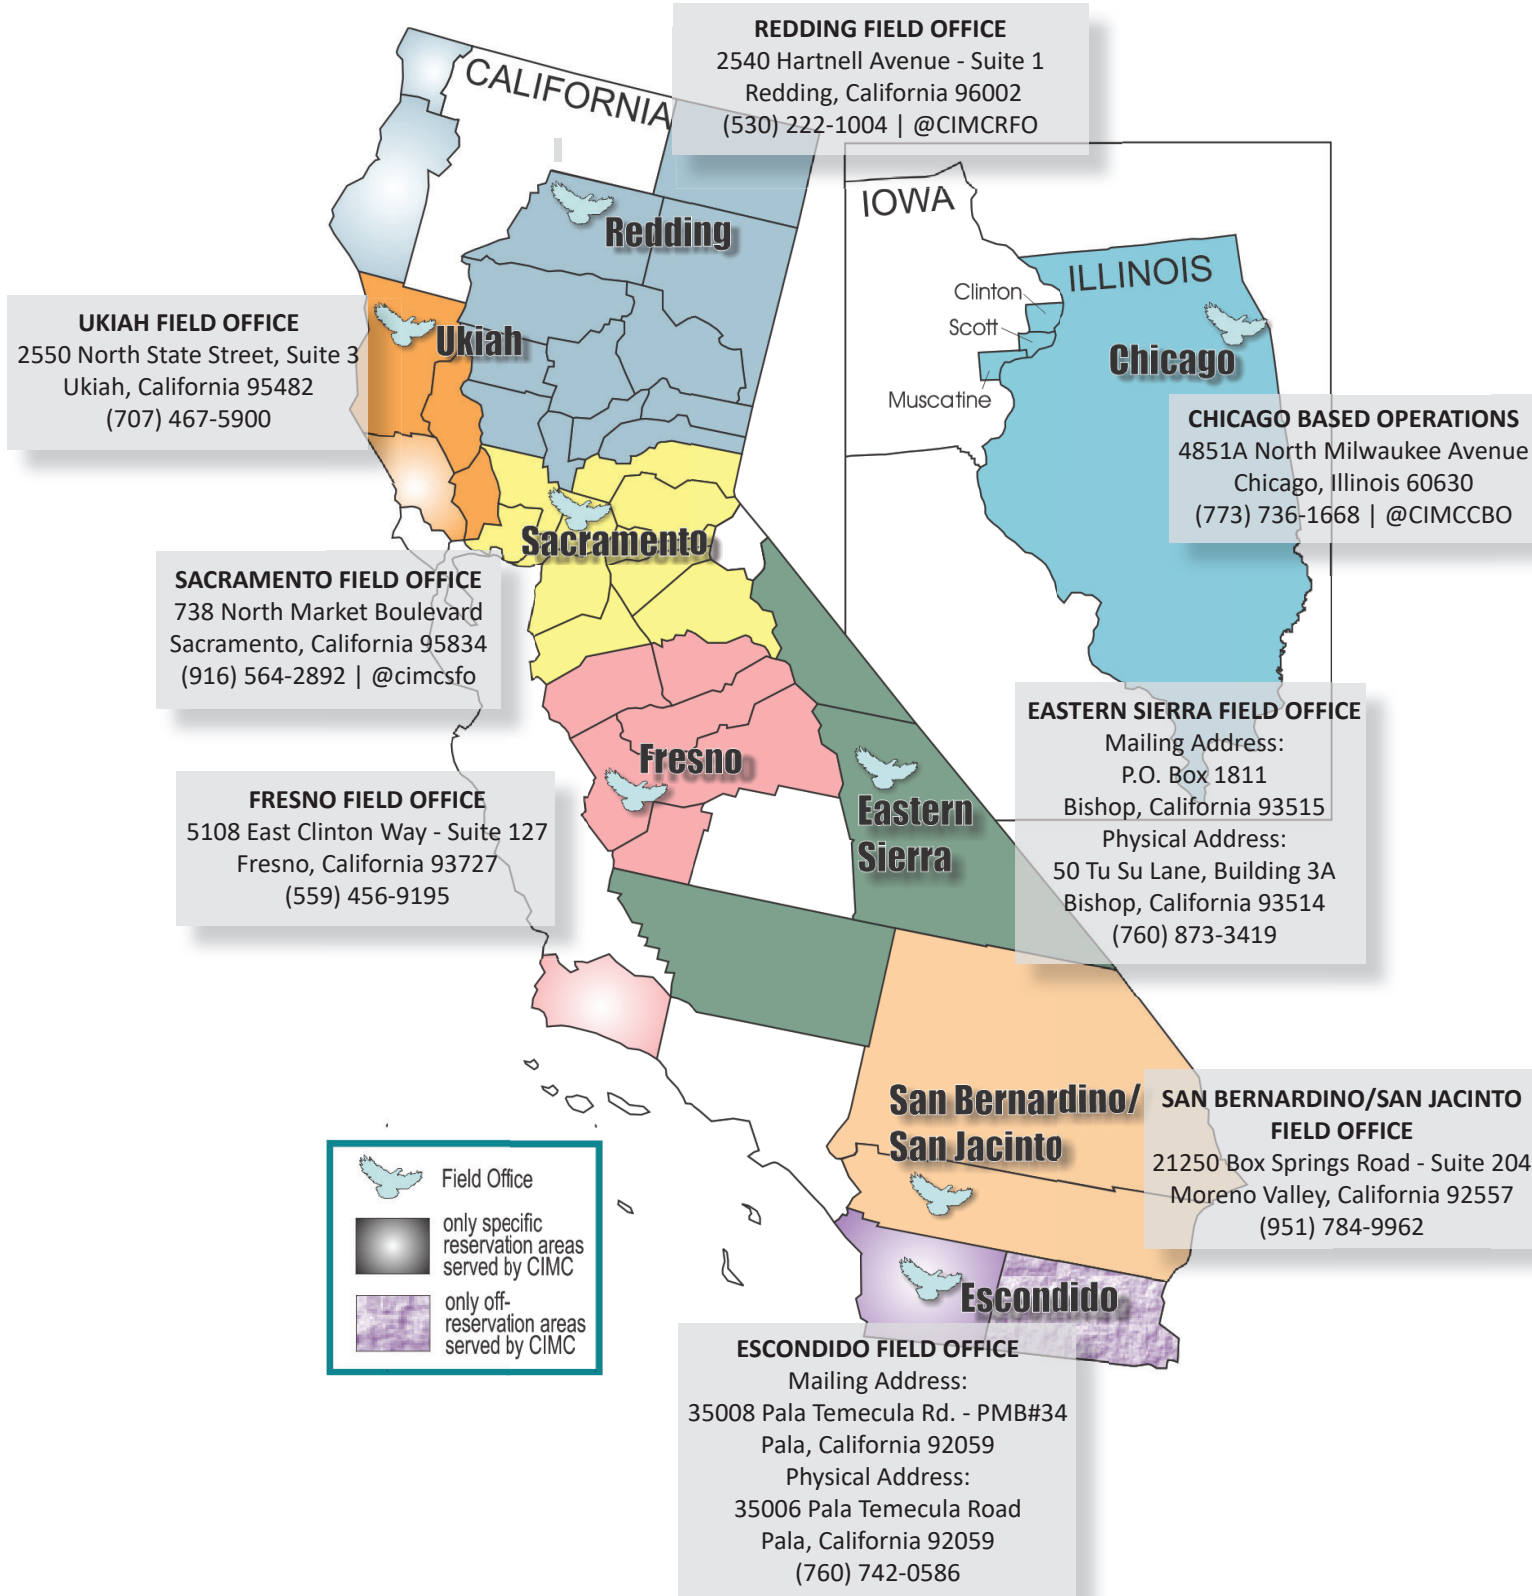 REDDING FIELD OFFICE
2540 Hartnell Avenue - Suite 1
Redding, California 96002
(530) 222-1004 | @CIMCRFO
CALIFORNIA
IOWA
ILLINOIS
Clinton
Scott
Muscatine
Redding
Ukiah
Chicago
UKIAH FIELD OFFICE
2550 North State Street, Suite 3
Ukiah, California 95482
(707) 467-5900
CHICAGO BASED OPERATIONS
4851A North Milwaukee Avenue
Chicago, Illinois 60630
(773) 736-1668 | @CIMCCBO
Sacramento
SACRAMENTO FIELD OFFICE
738 North Market Boulevard
Sacramento, California 95834
(916) 564-2892 | @cimcsfo
EASTERN SIERRA FIELD OFFICE
Mailing Address:
P.O. Box 1811
Bishop, California 93515
Physical Address:
50 Tu Su Lane, Building 3A
Bishop, California 93514
(760) 873-3419
Fresno
Eastern
Sierra
FRESNO FIELD OFFICE
5108 East Clinton Way - Suite 127
Fresno, California 93727
(559) 456-9195
San Bernardino/
San Jacinto
SAN BERNARDINO/SAN JACINTO
FIELD OFFICE
21250 Box Springs Road - Suite 204
Moreno Valley, California 92557
(951) 784-9962
Field Office
only specific
reservation areas
served by CIMC
only off-
reservation areas
served by CIMC
Escondido
ESCONDIDO FIELD OFFICE
Mailing Address:
35008 Pala Temecula Rd. - PMB#34
Pala, California 92059
Physical Address:
35006 Pala Temecula Road
Pala, California 92059
(760) 742-0586